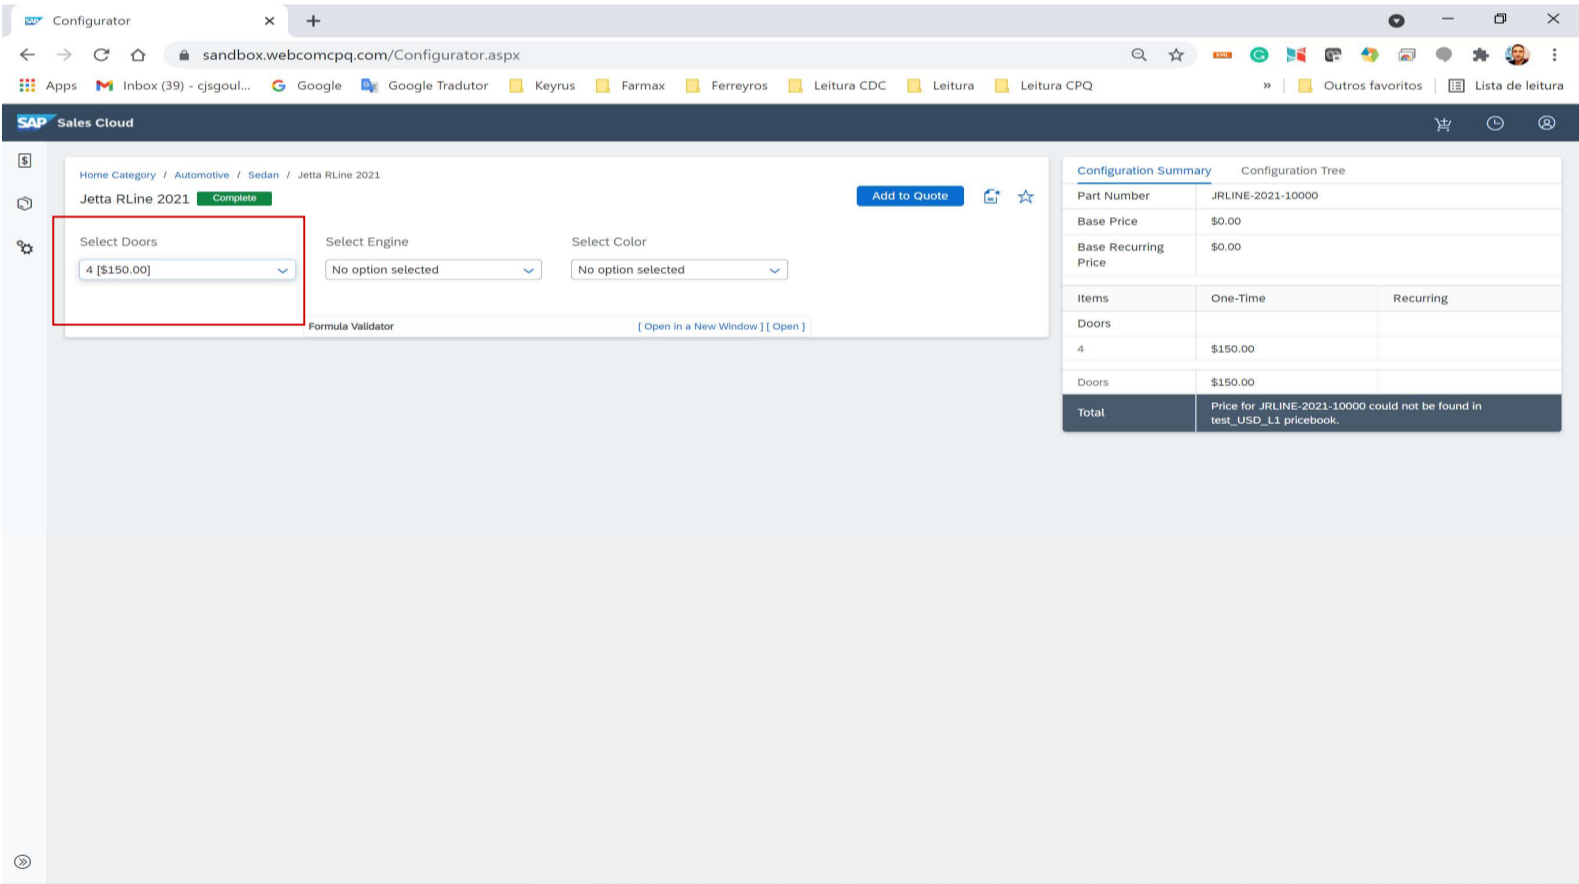 Configurator
sandbox.webcomcpq.com/Configurator.aspx
XML
Apps Inbox (39) - cjsgoul... Google Google Tradutor Keyrus Farmax Ferreyros Leitura CDC Leitura Leitura CPQ » Outros favoritos Lista de leitura
SAP Sales Cloud
Home Category / Automotive / Sedan / Jetta RLine 2021
Jetta RLine 2021 Complete
Add to Quote
Select Doors Select Engine Select Color
4 [$150.00] No option selected No option selected
Formula Validator [ Open in a New Window ] [ Open ]
Configuration Summary Configuration Tree
Part Number JRLINE-2021-10000
Base Price $0.00
Base Recurring $0.00
Price
Items One-Time Recurring
Doors
4 $150.00
Doors $150.00
Total Price for JRLINE-2021-10000 could not be found in
test_USD_L1 pricebook.